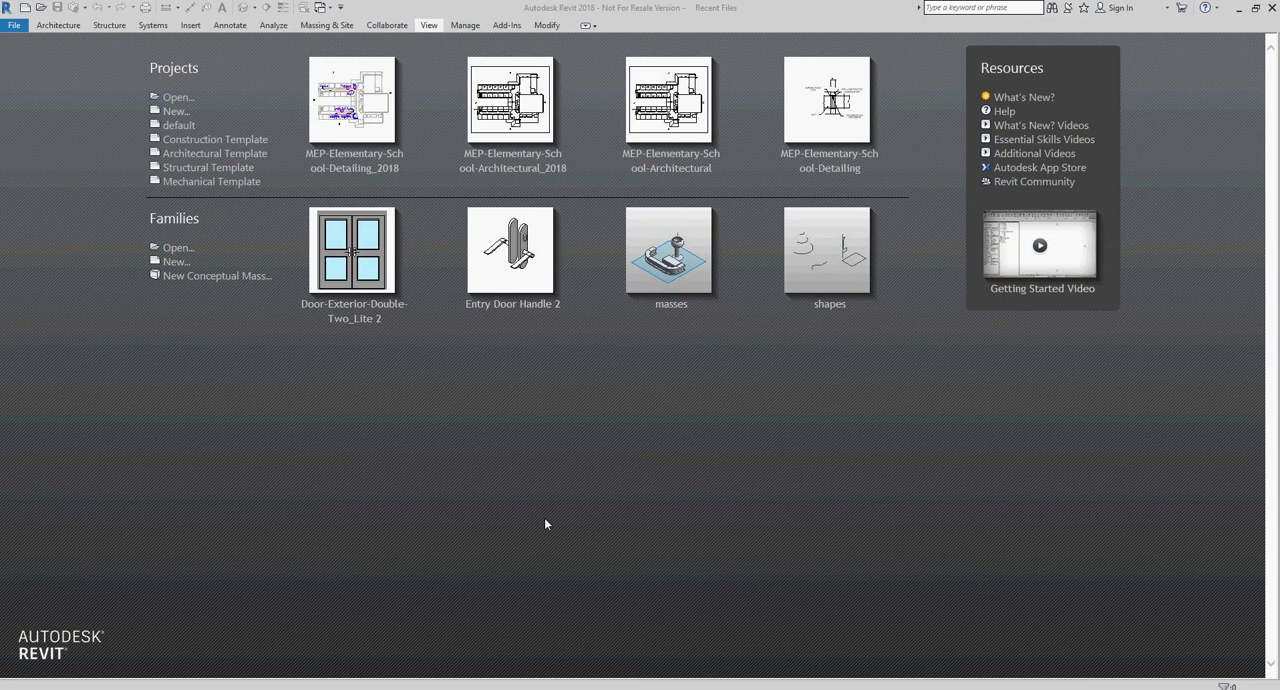 Autodesk Revit 2018 - Not For Resale Version - Recent Files
Type a keyword or phrase
Sign In
File Architecture Structure Systems Insert Annotate Analyze Massing & Site Collaborate View Manage Add-Ins Modify
Projects
Open...
New...
default
Construction Template
Architectural Template
Structural Template
Mechanical Template
MEP-Elementary-Sch
ool-Detailing_2018
MEP-Elementary-Sch
ool-Architectural_2018
MEP-Elementary-Sch
ool-Architectural
MEP-Elementary-Sch
ool-Detailing
Families
Open...
New...
New Conceptual Mass...
Door-Exterior-Double-
Two_Lite 2
Entry Door Handle 2
masses
shapes
Resources
What's New?
Help
What's New? Videos
Essential Skills Videos
Additional Videos
Autodesk App Store
Revit Community
Getting Started Video
AUTODESK®
REVIT®
:0